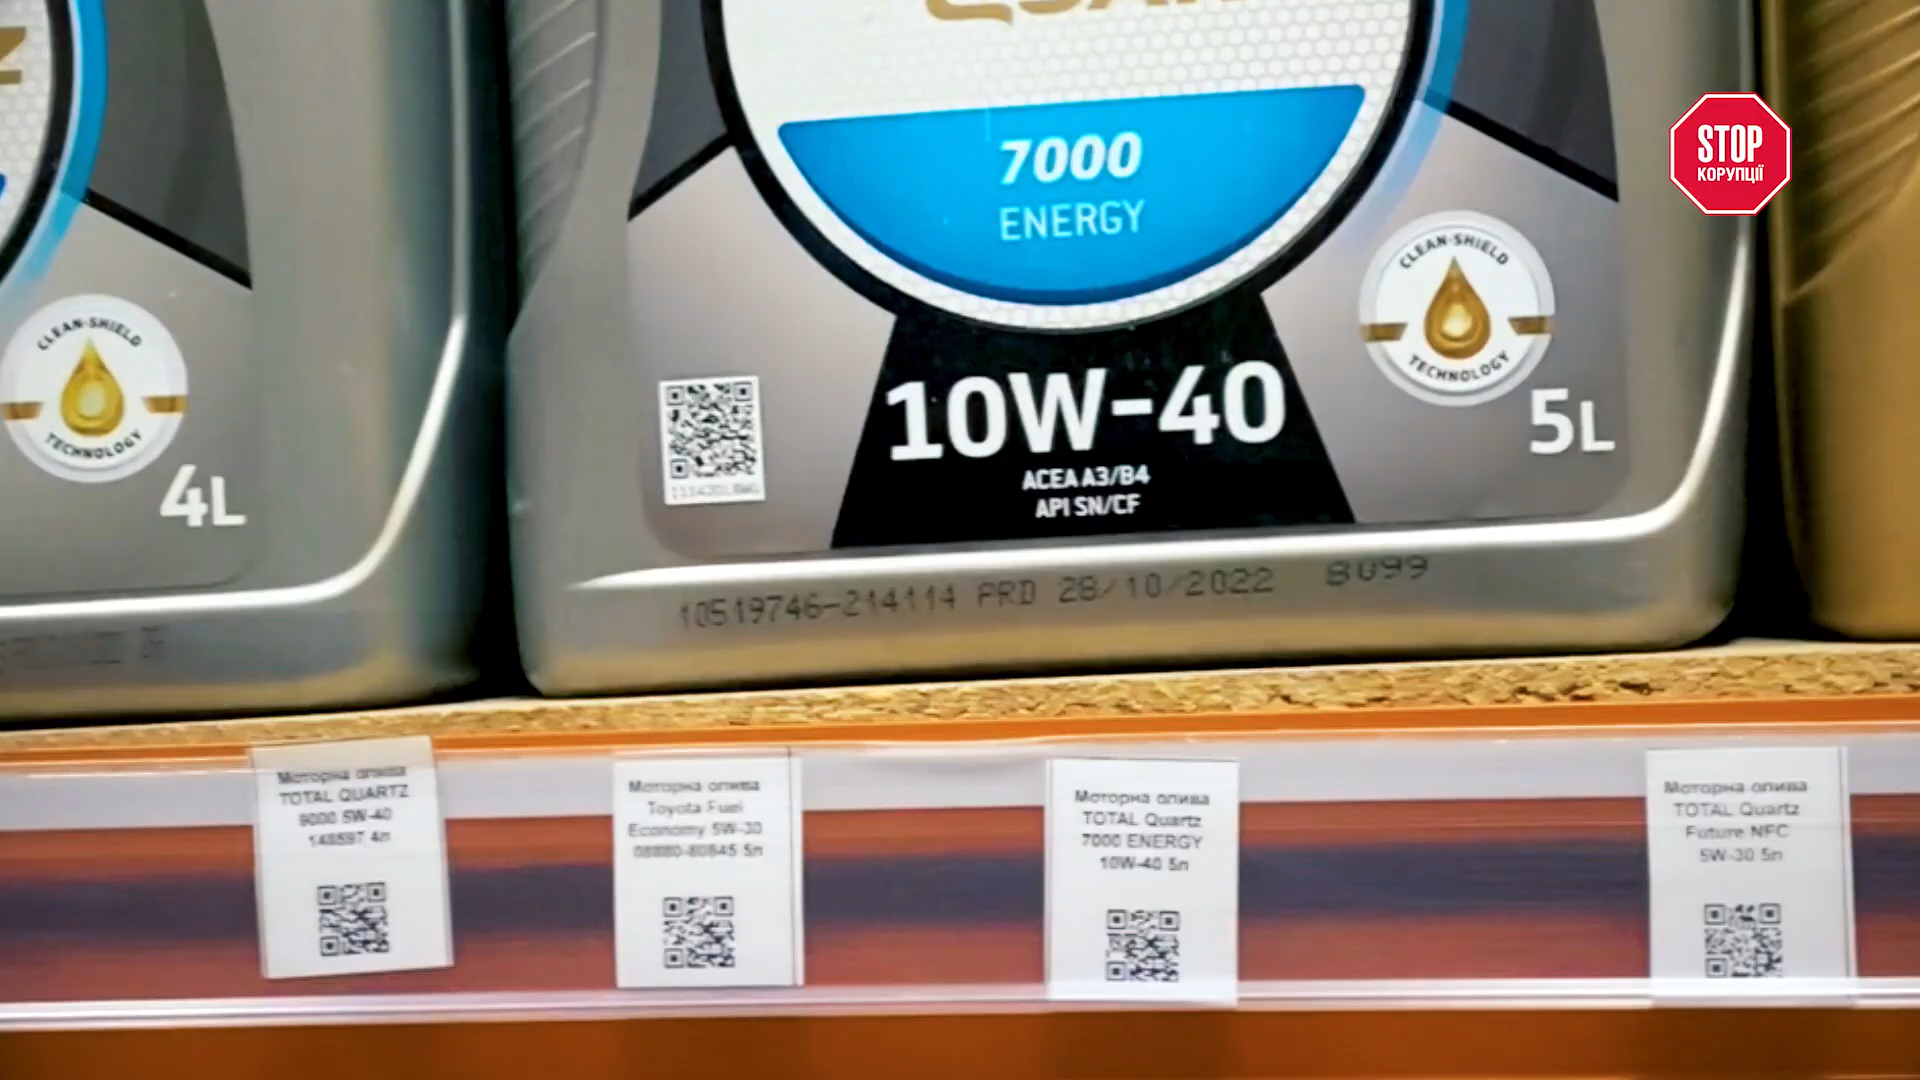 7000
ENERGY
CLEAN-SHIELD
TECHNOLOGY
10W-40
ACEA A3/B4
API SN/CF
5L
10519746-214114 PRD 28/10/2022 8099
CLEAN-SHIELD
TECHNOLOGY
4L
STOP
КОРУПЦІЇ
Моторна олива
TOTAL QUARTZ
9000 5W-40
148597 4л
Моторна олива
Toyota Fuel
Economy 5W-30
08880-80845 5л
Моторна олива
TOTAL Quartz
7000 ENERGY
10W-40 5л
Моторна олива
TOTAL Quartz
Future NFC
5W-30 5л